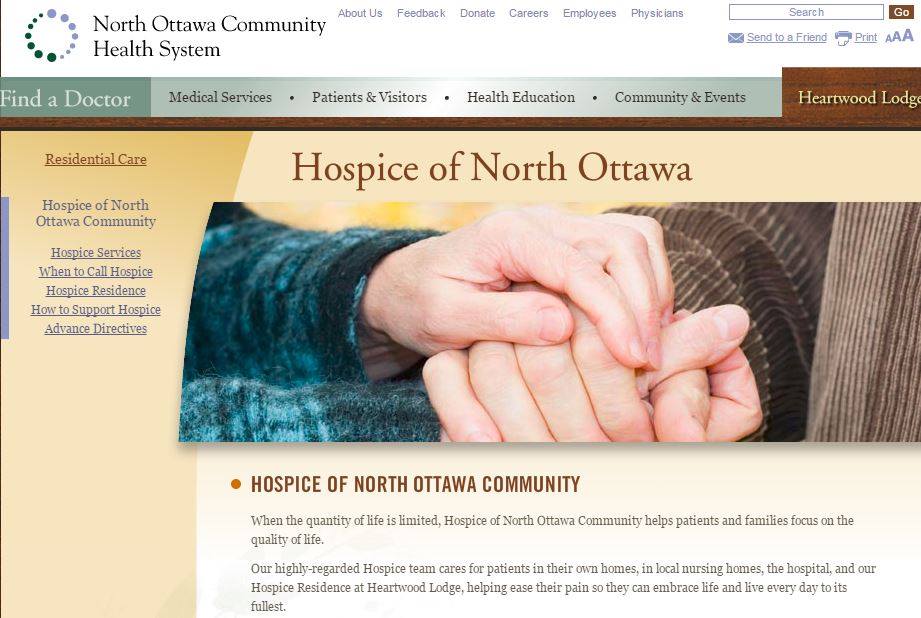 North Ottawa Community
Health System
About Us Feedback Donate Careers Employees Physicians
Search Go
Send to a Friend Print AAA
Find a Doctor
Medical Services • Patients & Visitors • Health Education • Community & Events
Heartwood Lodge
Residential Care
Hospice of North
Ottawa Community
Hospice Services
When to Call Hospice
Hospice Residence
How to Support Hospice
Advance Directives
Hospice of North Ottawa
HOSPICE OF NORTH OTTAWA COMMUNITY
When the quantity of life is limited, Hospice of North Ottawa Community helps patients and families focus on the
quality of life.
Our highly-regarded Hospice team cares for patients in their own homes, in local nursing homes, the hospital, and our
Hospice Residence at Heartwood Lodge, helping ease their pain so they can embrace life and live every day to its
fullest.